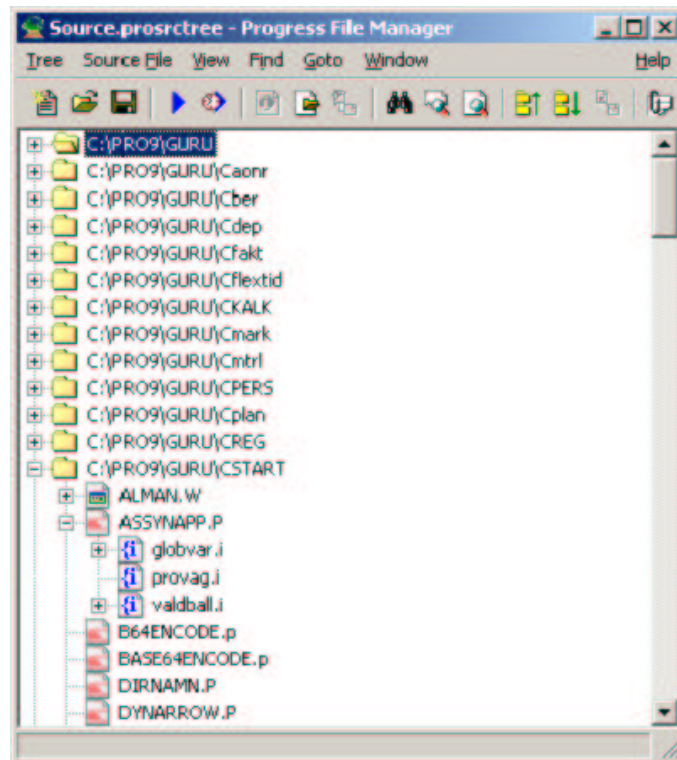 Source.prosrctree - Progress File Manager
Tree Source File View Find Goto Window Help
C:\PRO9\GURU
C:\PRO9\GURU\Caonr
C:\PRO9\GURU\Cber
C:\PRO9\GURU\Cdep
C:\PRO9\GURU\Cfakt
C:\PRO9\GURU\Cflextid
C:\PRO9\GURU\CKALK
C:\PRO9\GURU\Cmark
C:\PRO9\GURU\Cmtrl
C:\PRO9\GURU\CPERS
C:\PRO9\GURU\Cplan
C:\PRO9\GURU\CREG
C:\PRO9\GURU\CSTART
ALMAN.W
ASSYNAPP.P
globvar.i
provag.i
valdball.i
B64ENCODE.p
BASE64ENCODE.p
DIRNAMN.P
DYNARROW.P